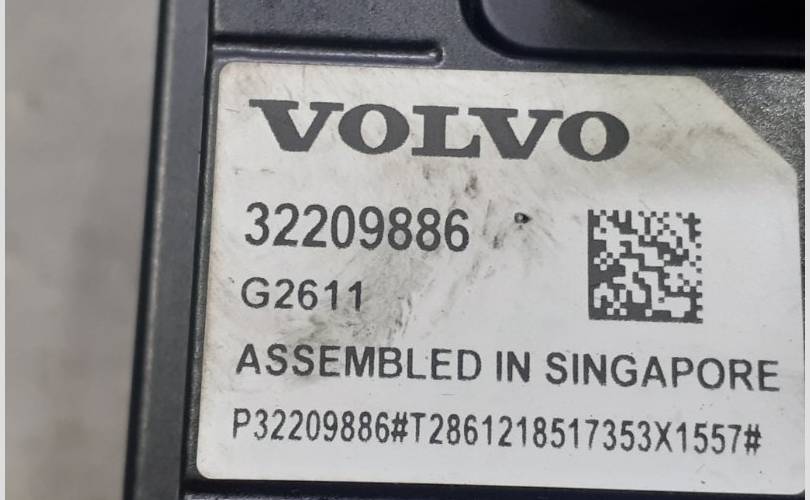 VOLVO
32209886
G2611
ASSEMBLED IN SINGAPORE
P32209886#T2861218517353X1557#